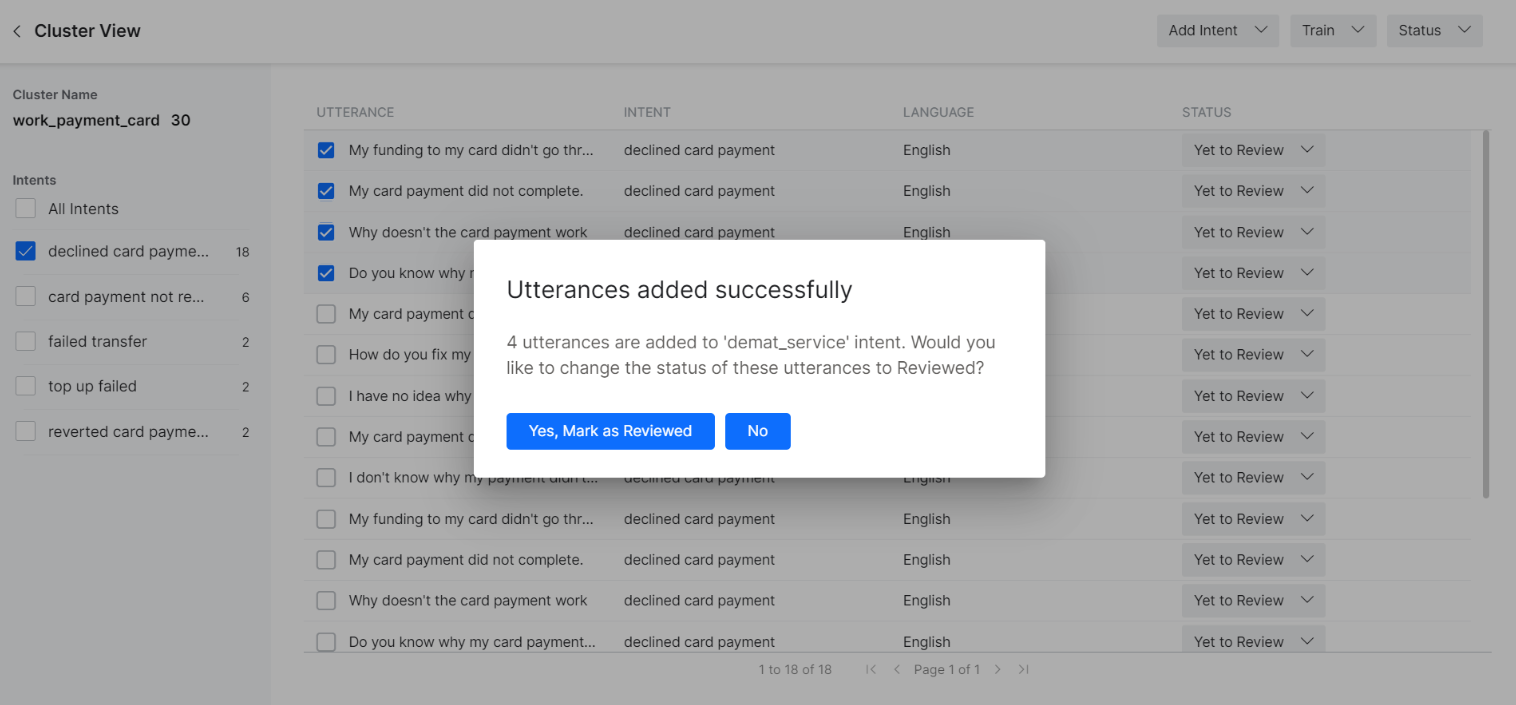 Cluster View
Add Intent
Train
Status
Cluster Name
work_payment_card 30
Intents
All Intents
declined card payme... 18
card payment not re... 6
failed transfer 2
top up failed 2
reverted card payme... 2
UTTERANCE INTENT LANGUAGE STATUS
My funding to my card didn't go thr... declined card payment English Yet to Review
My card payment did not complete. declined card payment English Yet to Review
Why doesn't the card payment work declined card payment English Yet to Review
Do you know why Yet to Review
My card payment Yet to Review
How do you fix my Yet to Review
I have no idea why Yet to Review
My card payment Yet to Review
I don't know why my payment didn't... declined card payment English Yet to Review
My funding to my card didn't go thr... declined card payment English Yet to Review
My card payment did not complete. declined card payment English Yet to Review
Why doesn't the card payment work declined card payment English Yet to Review
Do you know why my card payment... declined card payment English Yet to Review
1 to 18 of 18 Page 1 of 1
Utterances added successfully
4 utterances are added to 'demat_service' intent. Would you
like to change the status of these utterances to Reviewed?
Yes, Mark as Reviewed No